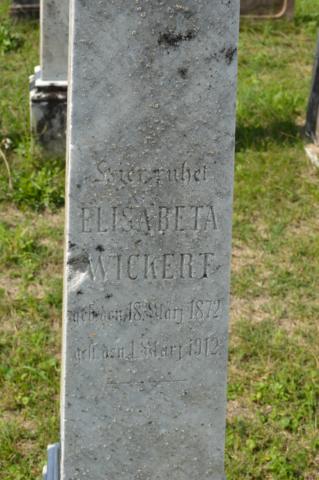 Hier ruhet
ELISABETA
WICKERT
geb. den 18. März 1872
gest. den 1. März 1912.